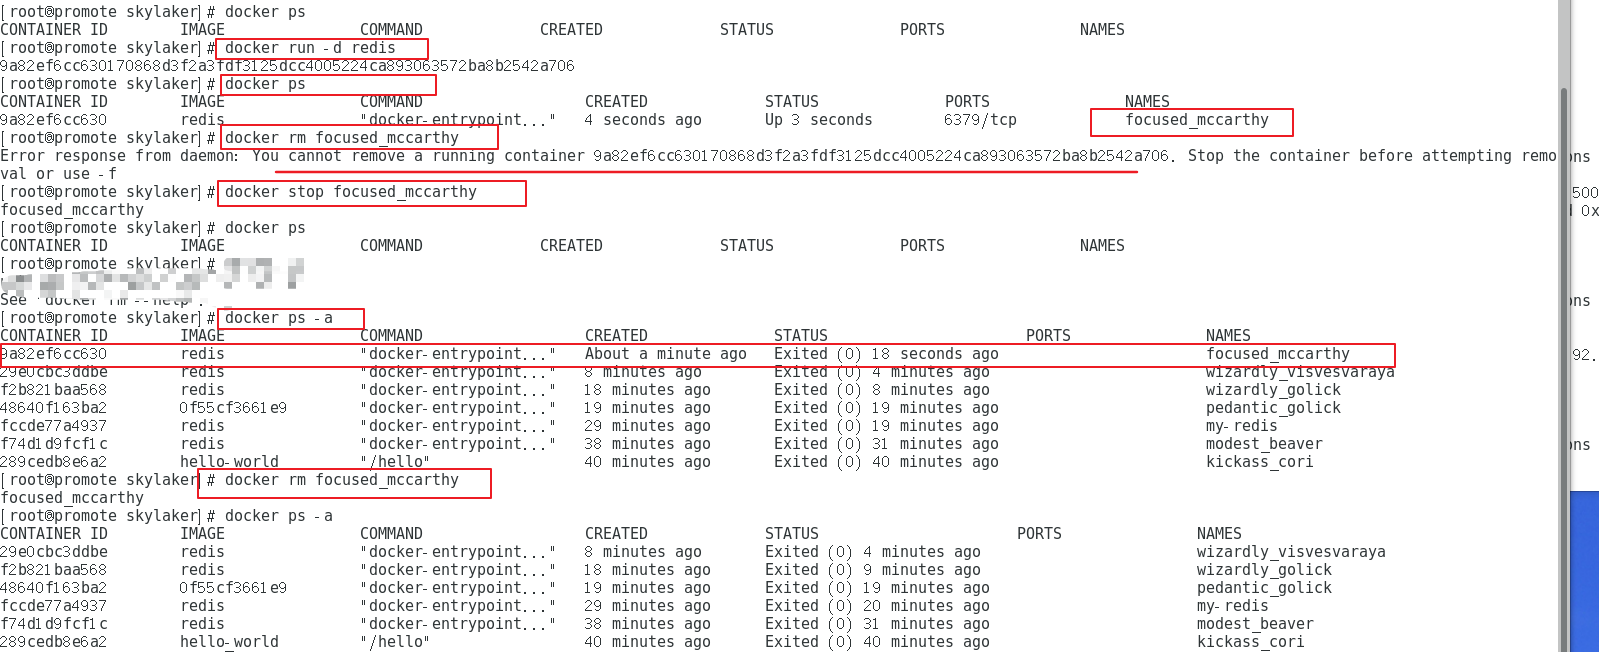 [root@promote skylaker]# docker ps
CONTAINER ID IMAGE COMMAND CREATED STATUS PORTS NAMES
[root@promote skylaker]# docker run -d redis
9a82ef6cc630170868d3f2a3fdf3125dcc4005224ca893063572ba8b2542a706
[root@promote skylaker]# docker ps
CONTAINER ID IMAGE COMMAND CREATED STATUS PORTS NAMES
9a82ef6cc630 redis "docker-entrypoint..." 4 seconds ago Up 3 seconds 6379/tcp focused_mccarthy
[root@promote skylaker]# docker rm focused_mccarthy
Error response from daemon: You cannot remove a running container 9a82ef6cc630170868d3f2a3fdf3125dcc4005224ca893063572ba8b2542a706. Stop the container before attempting remo
val or use -f
[root@promote skylaker]# docker stop focused_mccarthy
focused_mccarthy
[root@promote skylaker]# docker ps
CONTAINER ID IMAGE COMMAND CREATED STATUS PORTS NAMES
[root@promote skylaker]#
See 'docker rm --help'.
[root@promote skylaker]# docker ps -a
CONTAINER ID IMAGE COMMAND CREATED STATUS PORTS NAMES
9a82ef6cc630 redis "docker-entrypoint..." About a minute ago Exited (0) 18 seconds ago focused_mccarthy
29e0cbc3ddbe redis "docker-entrypoint..." 8 minutes ago Exited (0) 4 minutes ago wizardly_visvesvaraya
f2b821baa568 redis "docker-entrypoint..." 18 minutes ago Exited (0) 8 minutes ago wizardly_golick
48640f163ba2 0f55cf3661e9 "docker-entrypoint..." 19 minutes ago Exited (0) 19 minutes ago pedantic_golick
fccde77a4937 redis "docker-entrypoint..." 29 minutes ago Exited (0) 19 minutes ago my-redis
f74d1d9fcf1c redis "docker-entrypoint..." 38 minutes ago Exited (0) 31 minutes ago modest_beaver
289cedb8e6a2 hello-world "/hello" 40 minutes ago Exited (0) 40 minutes ago kickass_cori
[root@promote skylaker]# docker rm focused_mccarthy
focused_mccarthy
[root@promote skylaker]# docker ps -a
CONTAINER ID IMAGE COMMAND CREATED STATUS PORTS NAMES
29e0cbc3ddbe redis "docker-entrypoint..." 8 minutes ago Exited (0) 4 minutes ago wizardly_visvesvaraya
f2b821baa568 redis "docker-entrypoint..." 18 minutes ago Exited (0) 9 minutes ago wizardly_golick
48640f163ba2 0f55cf3661e9 "docker-entrypoint..." 19 minutes ago Exited (0) 19 minutes ago pedantic_golick
fccde77a4937 redis "docker-entrypoint..." 29 minutes ago Exited (0) 20 minutes ago my-redis
f74d1d9fcf1c redis "docker-entrypoint..." 38 minutes ago Exited (0) 31 minutes ago modest_beaver
289cedb8e6a2 hello-world "/hello" 40 minutes ago Exited (0) 40 minutes ago kickass_cori